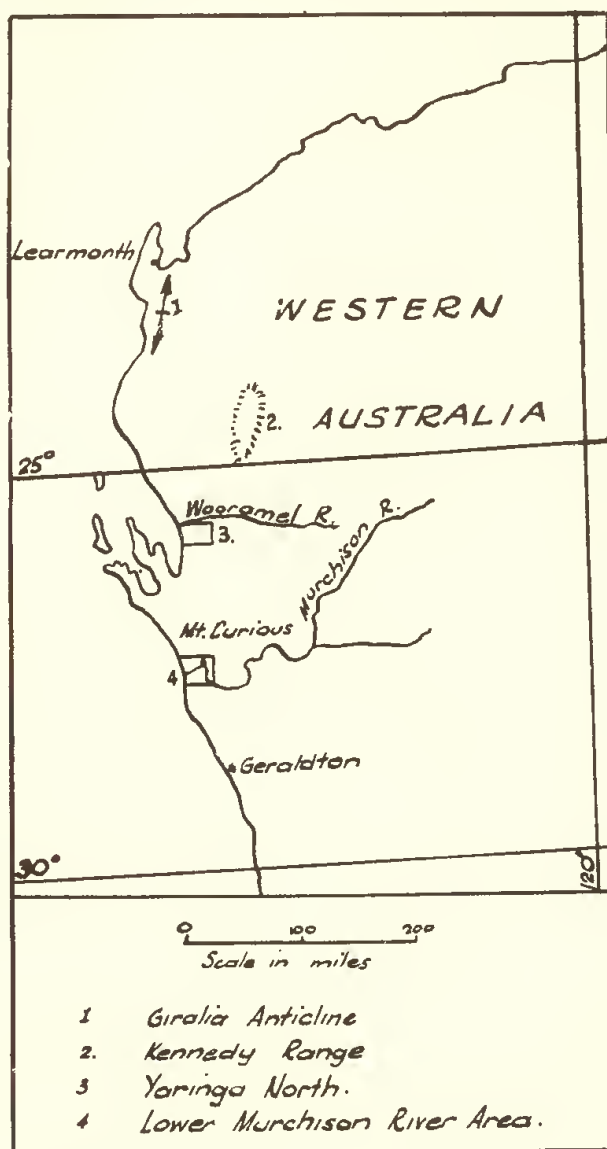 Learmonth
1
WESTERN
2.
AUSTRALIA
25°
Wooramel R.
3.
Murchison R.
Mt. Curious
4
Geraldton
30°
120°
0 100 200
Scale in miles
1 Giralia Anticline
2. Kennedy Range
3 Yaringa North.
4 Lower Murchison River Area.